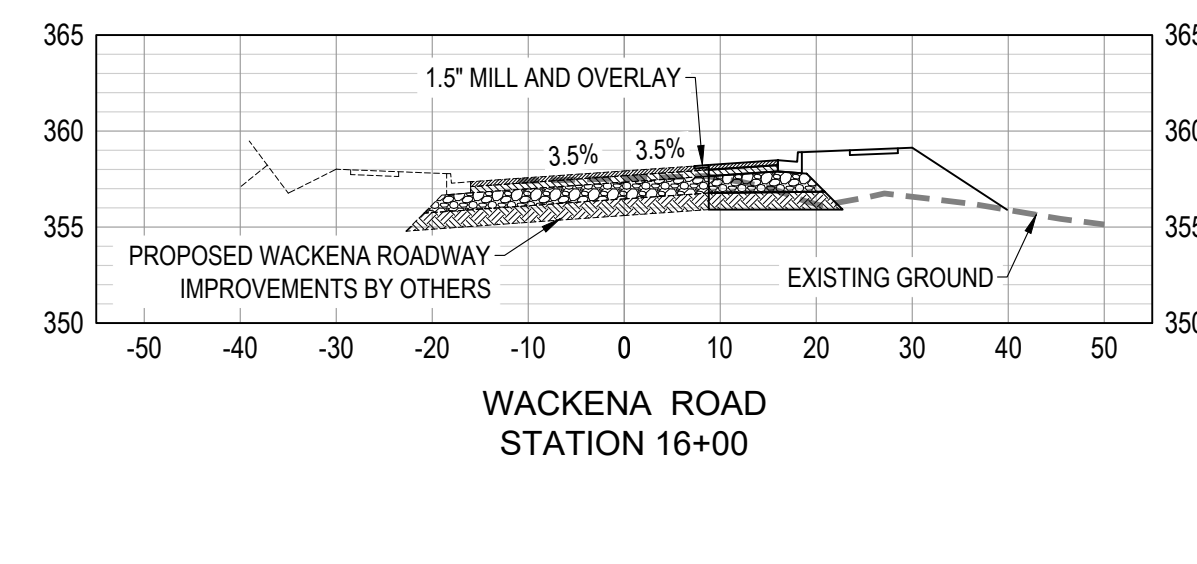 365
365
1.5" MILL AND OVERLAY
360
360
3.5%
3.5%
355
355
PROPOSED WACKENA ROADWAY
IMPROVEMENTS BY OTHERS
EXISTING GROUND
350
350
-50 -40 -30 -20 -10 0 10 20 30 40 50
WACKENA ROAD
STATION 16+00